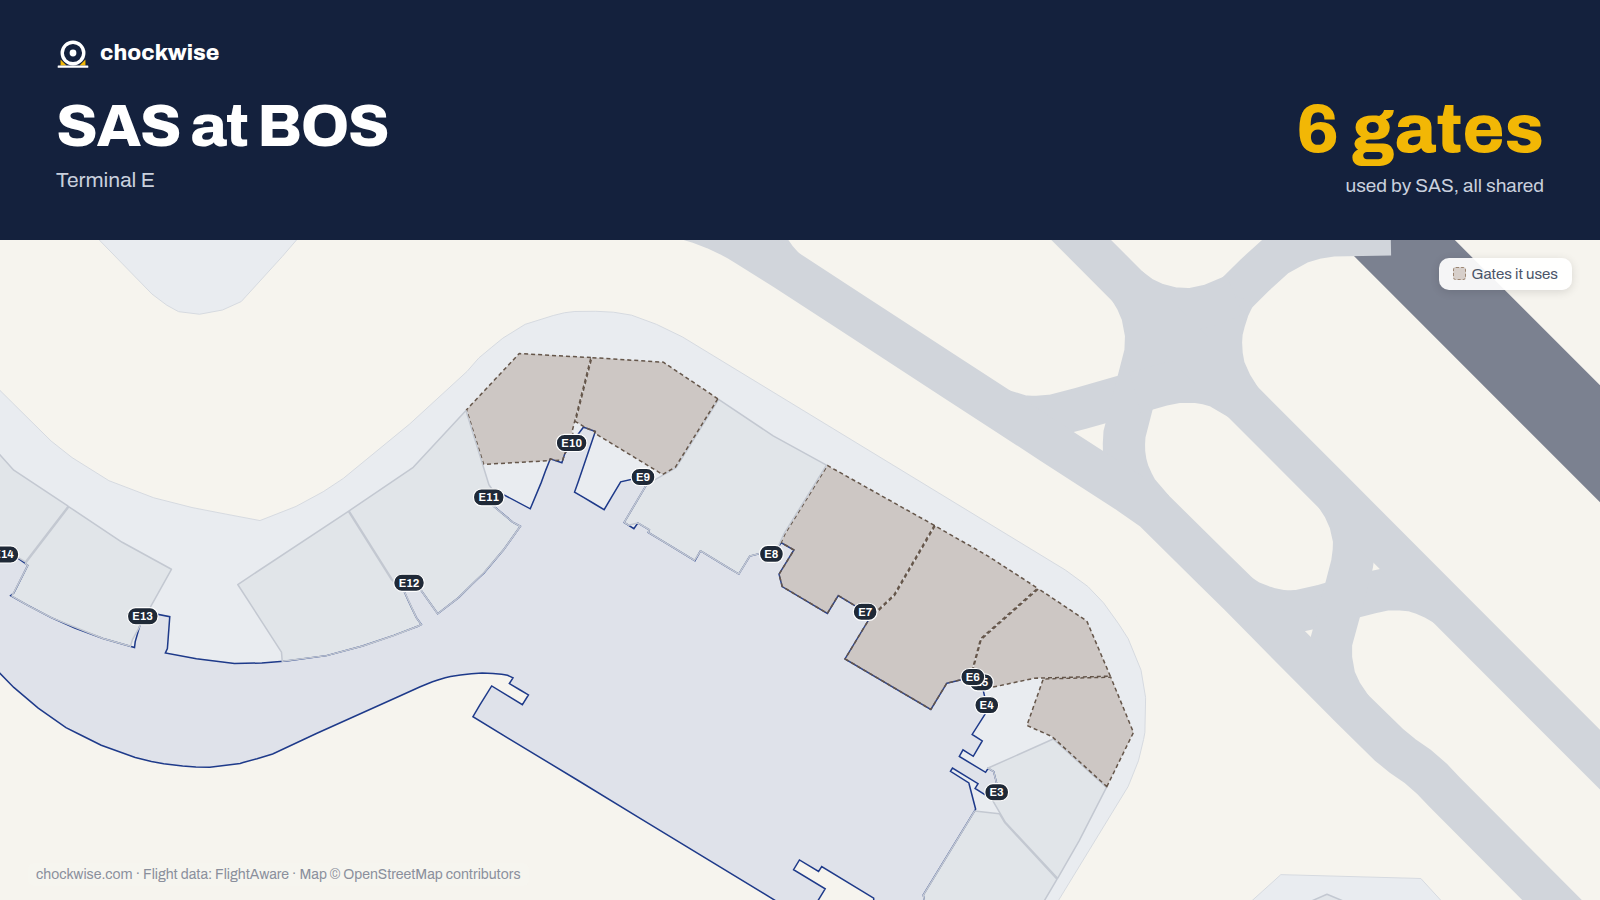 chockwise
SAS at BOS
Terminal E
6 gates
used by SAS, all shared
Gates it uses
E10
E9
E11
E8
E14
E12
E7
E13
E6
E4
E3
chockwise.com · Flight data: FlightAware · Map © OpenStreetMap contributors